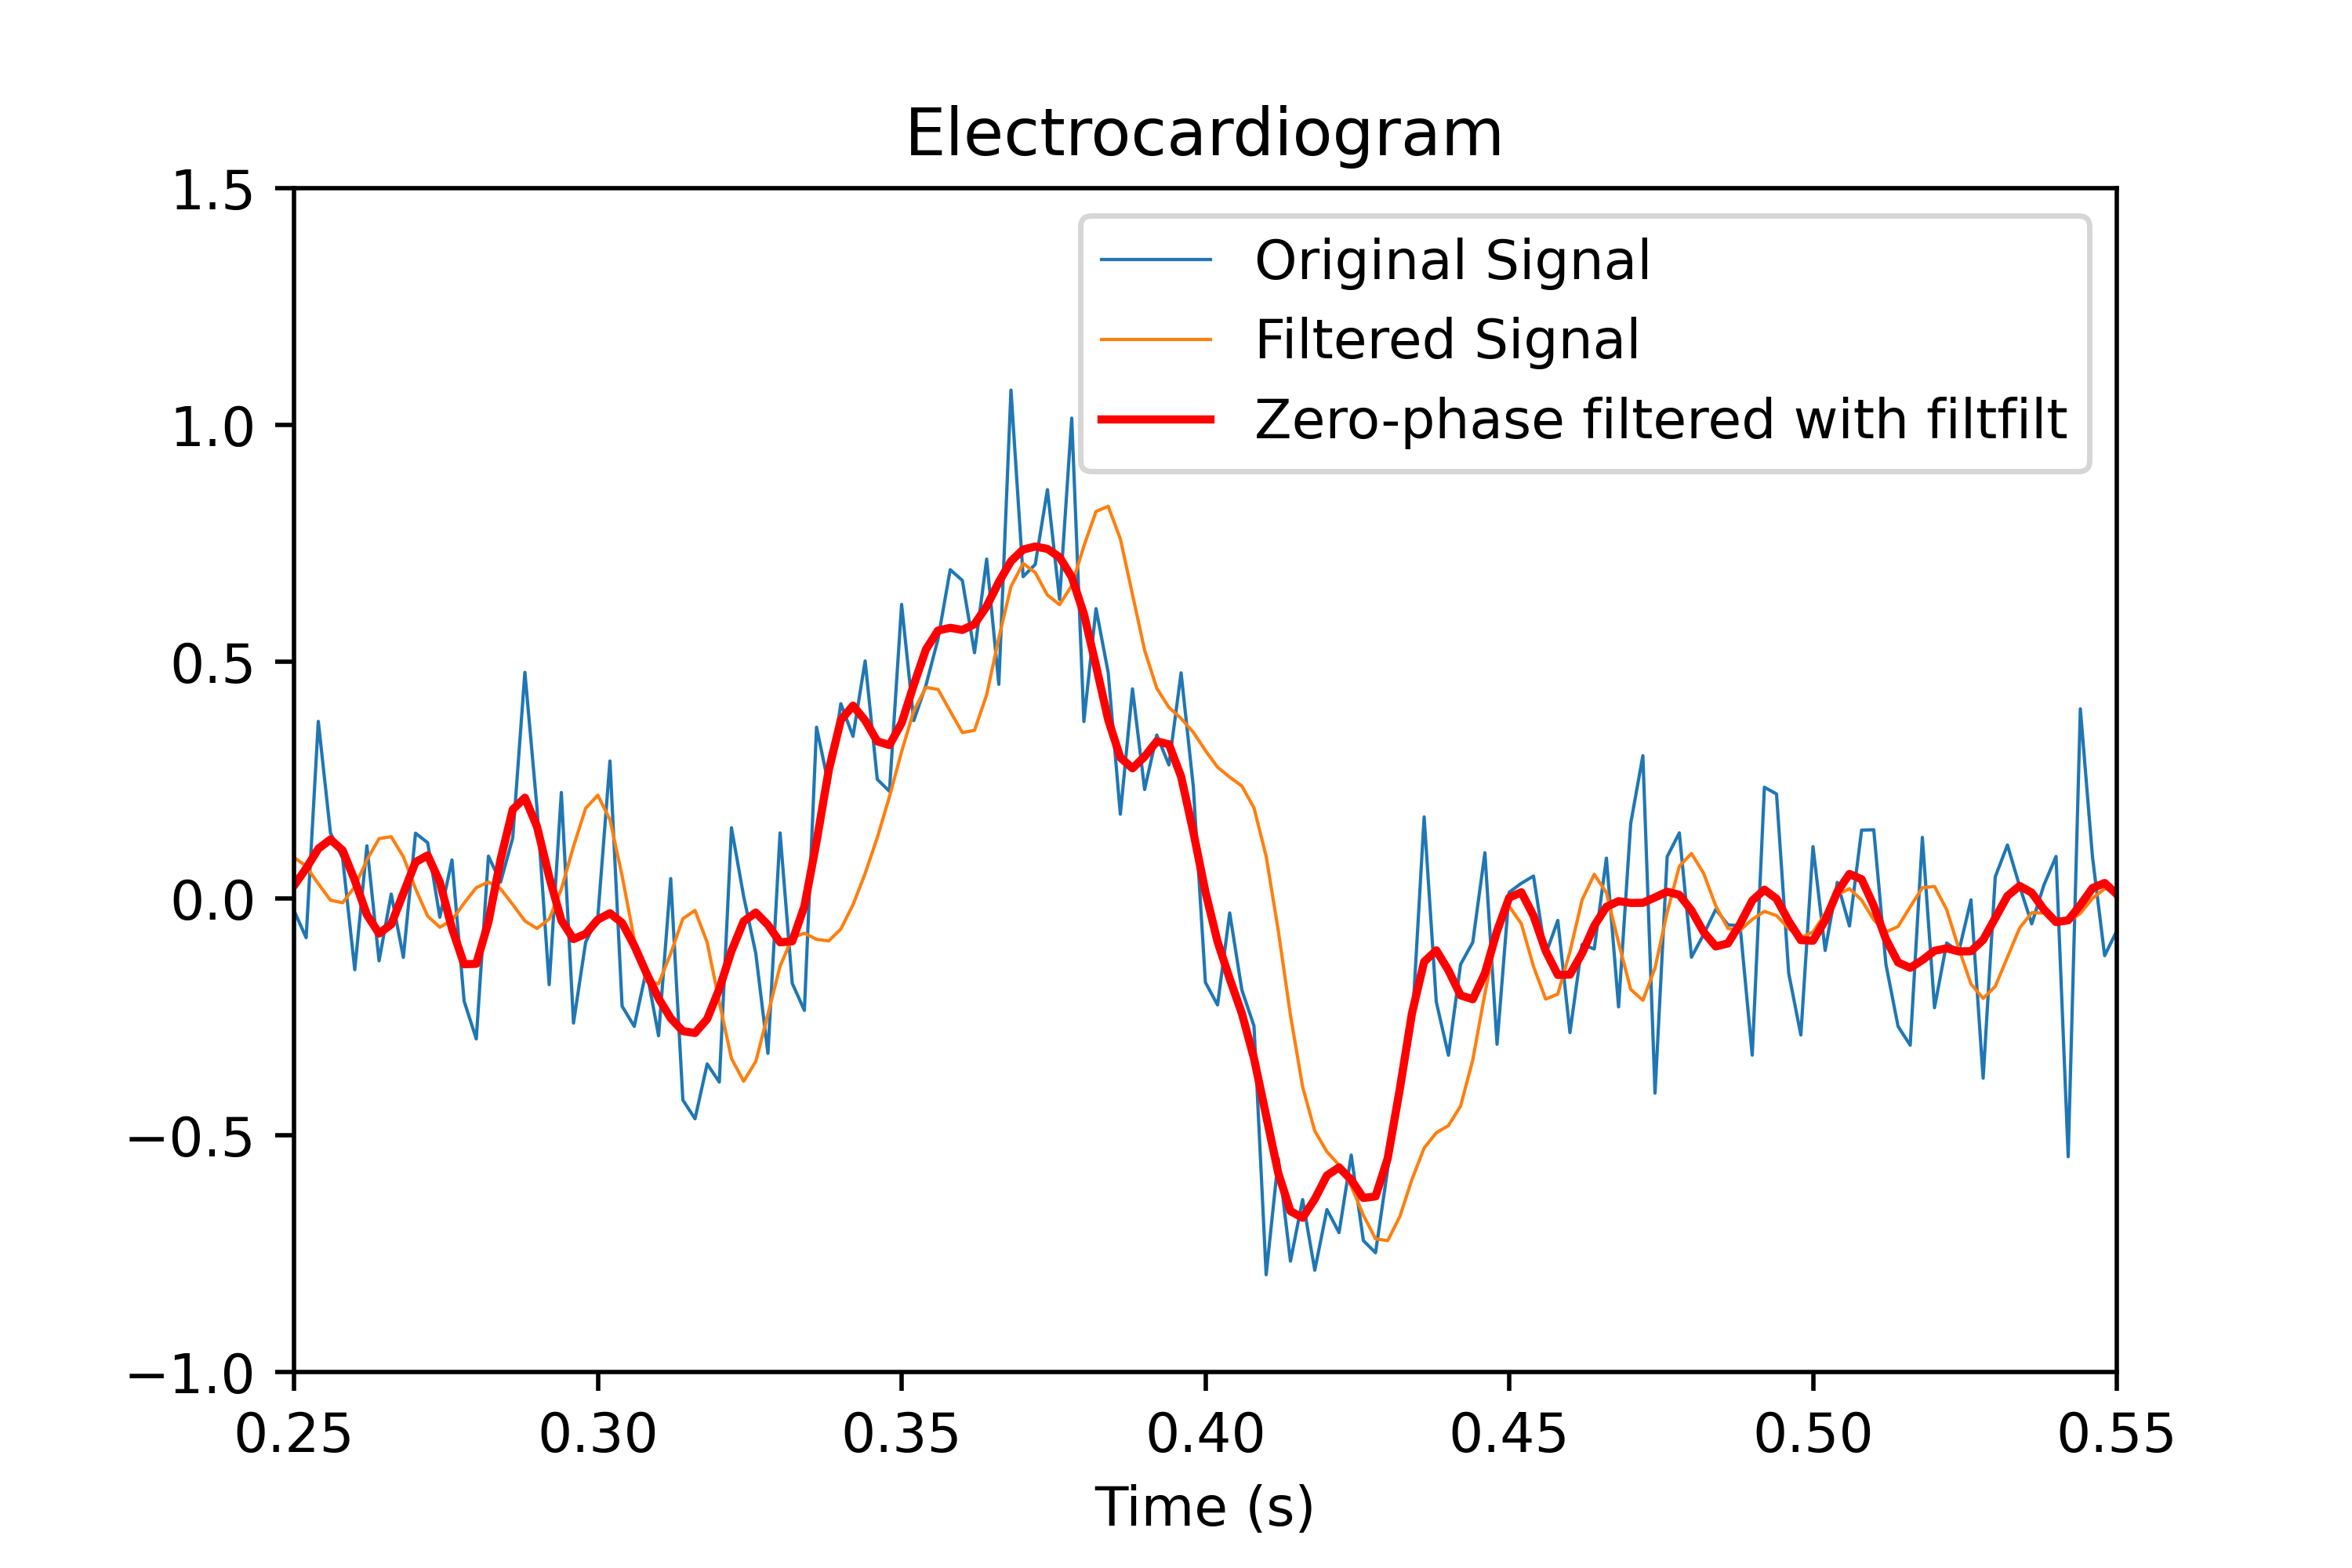 Electrocardiogram
1.5
1.0
0.5
0.0
−0.5
−1.0
Original Signal
Filtered Signal
Zero-phase filtered with filtfilt
0.25 0.30 0.35 0.40 0.45 0.50 0.55
Time (s)